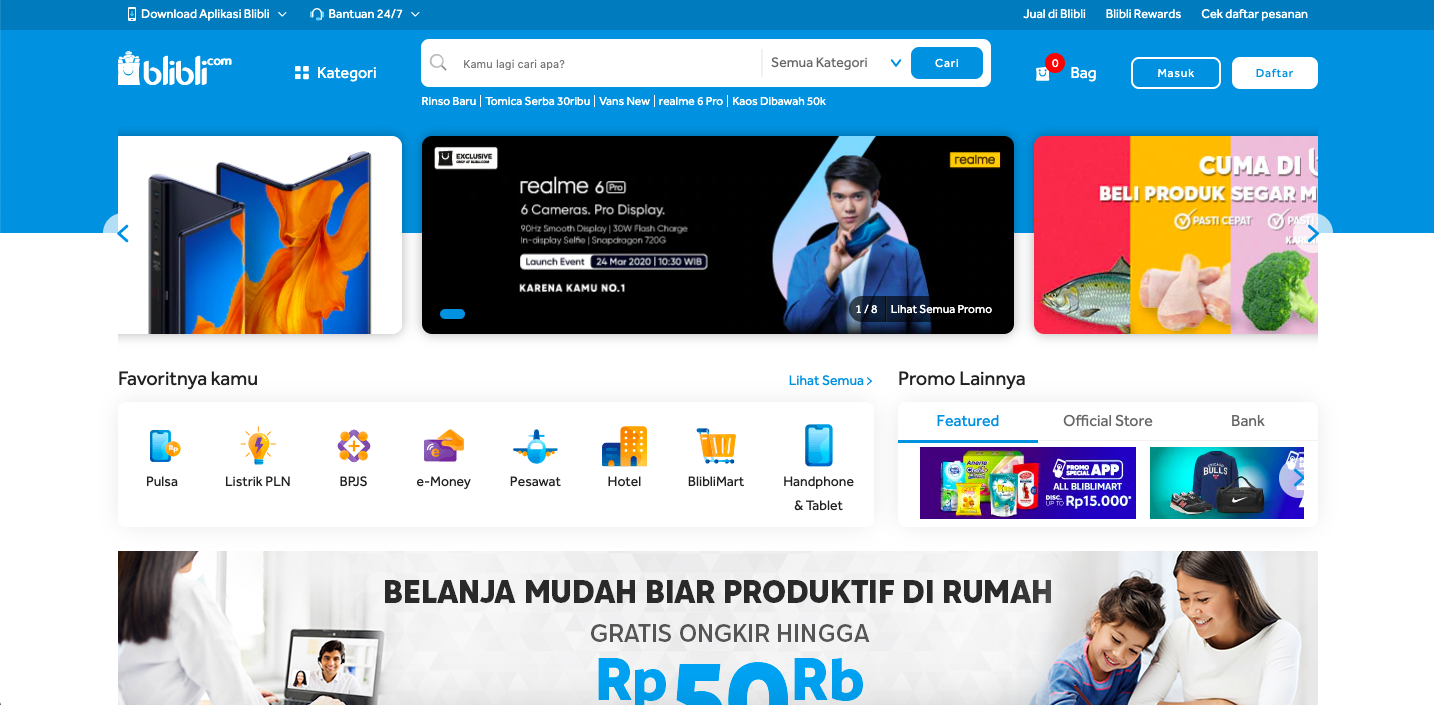 Download Aplikasi Blibli
Bantuan 24/7
Jual di Blibli
Blibli Rewards
Cek daftar pesanan
blibli.com
Kategori
Kamu lagi cari apa?
Semua Kategori
Cari
0
Bag
Masuk
Daftar
Rinso Baru | Tomica Serba 30ribu | Vans New | realme 6 Pro | Kaos Dibawah 50k
EXCLUSIVE
ONLY AT BLIBLI.COM
realme
realme 6 Pro
6 Cameras. Pro Display.
90Hz Smooth Display | 30W Flash Charge
In-display Selfie | Snapdragon 720G
Launch Event 24 Mar 2020 | 10:30 WIB
KARENA KAMU NO.1
1 / 8 Lihat Semua Promo
CUMA DI
BELI PRODUK SEGAR M
PASTI CEPAT
PASTI
Favoritnya kamu
Lihat Semua >
Pulsa
Listrik PLN
BPJS
e-Money
Pesawat
Hotel
BlibliMart
Handphone
& Tablet
Rp
Promo Lainnya
Featured
Official Store
Bank
PROMO
SPECIAL APP
ALL BLIBLIMART
DISC.
UP TO Rp15.000*
BULLS
BELANJA MUDAH BIAR PRODUKTIF DI RUMAH
GRATIS ONGKIR HINGGA
Rp50Rb